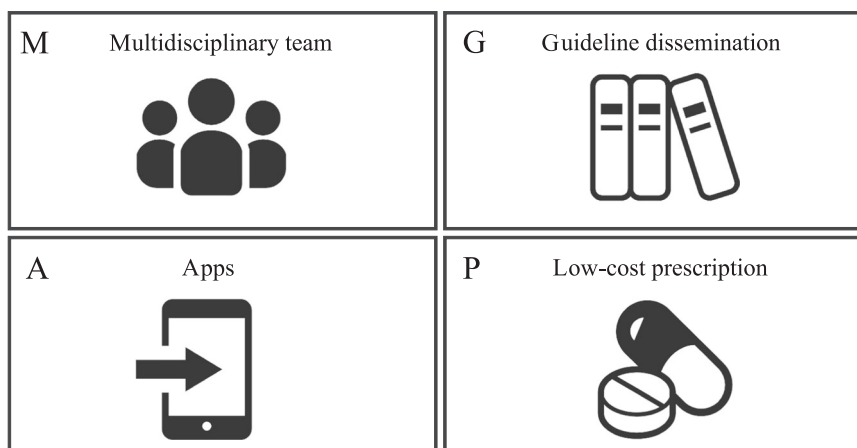 M Multidisciplinary team
G Guideline dissemination
A Apps
P Low-cost prescription